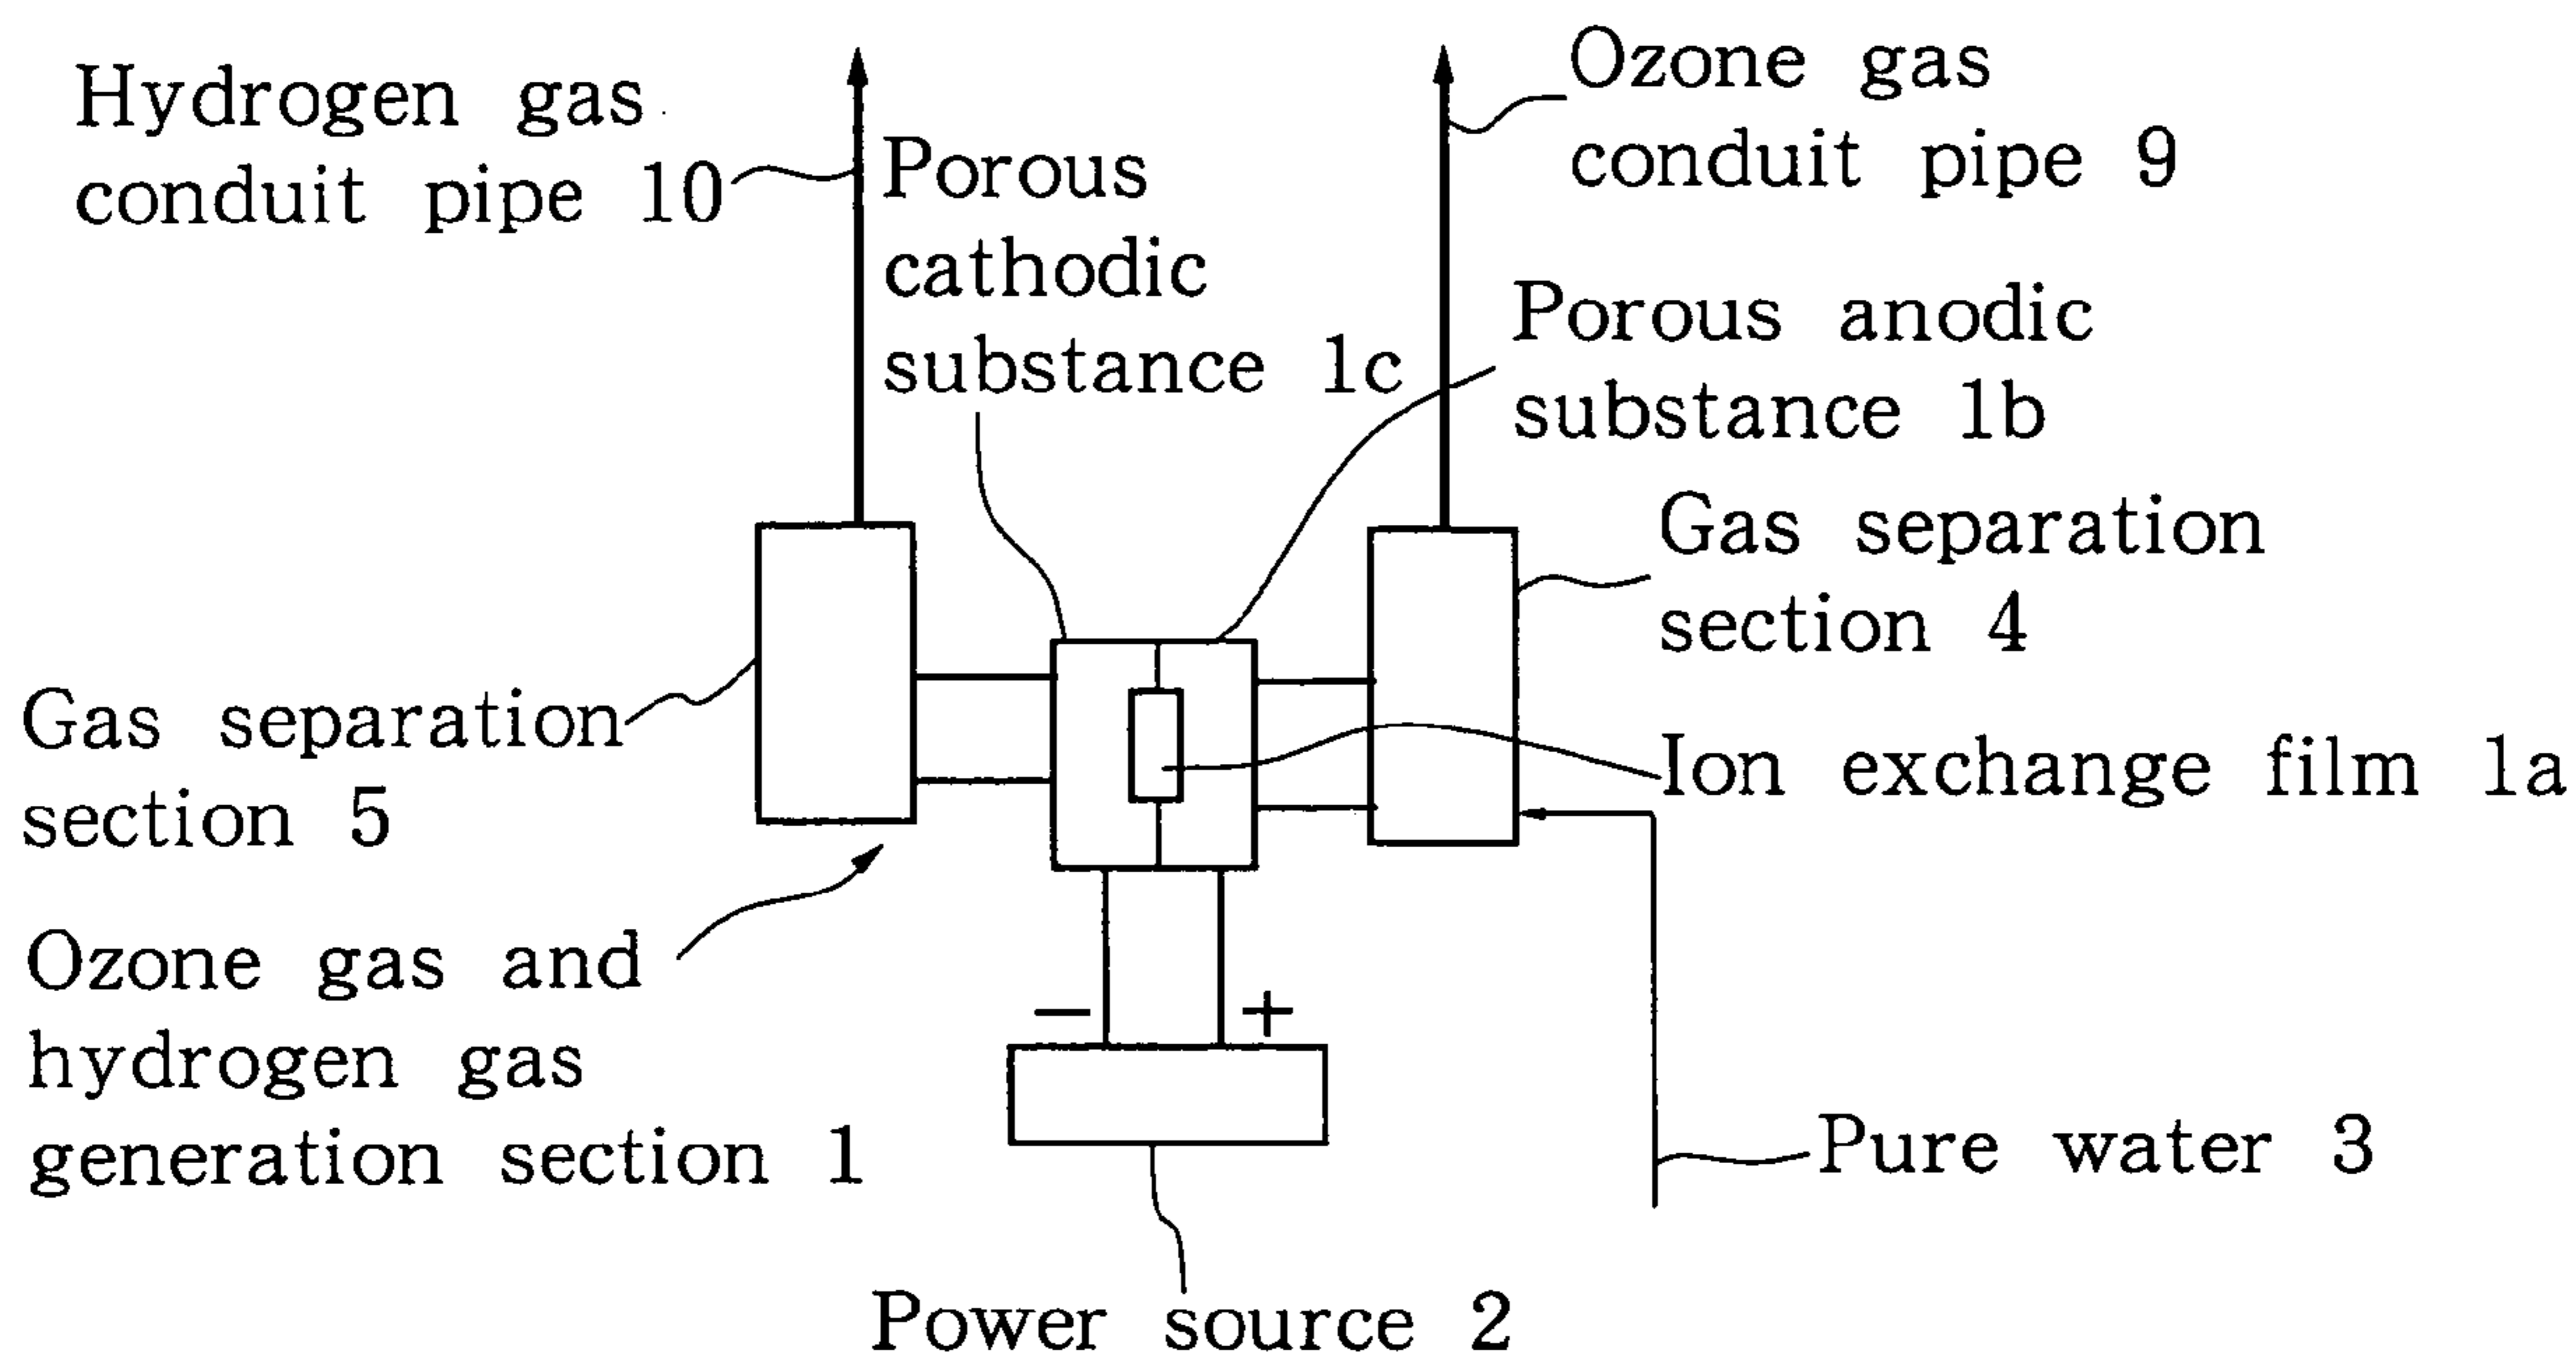 Hydrogen gas
conduit pipe 10
Porous
cathodic
substance 1c
Ozone gas
conduit pipe 9
Porous anodic
substance 1b
Gas separation
section 4
Gas separation
section 5
Ion exchange film 1a
Ozone gas and
hydrogen gas
generation section 1
− +
Pure water 3
Power source 2